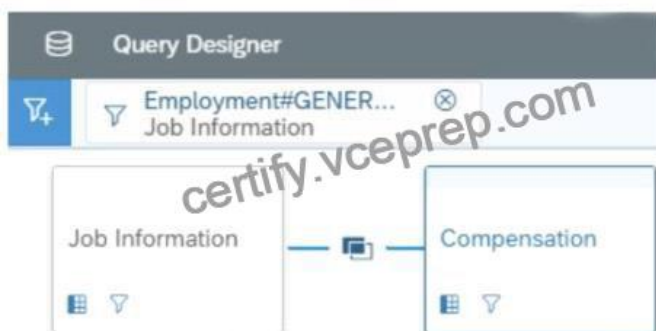 Query Designer
Employment#GENER...
Job Information
certify.vceprep.com
Job Information
Compensation